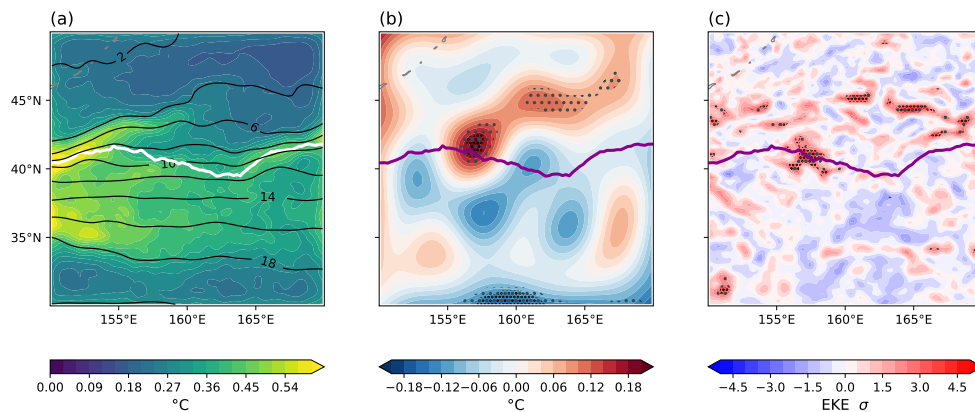 (a) (b) (c)
2
45°N
6
10
40°N
14
35°N
18
155°E 160°E 165°E 155°E 160°E 165°E 155°E 160°E 165°E
0.00 0.09 0.18 0.27 0.36 0.45 0.54 −0.18 −0.12 −0.06 0.00 0.06 0.12 0.18 −4.5 −3.0 −1.5 0.0 1.5 3.0 4.5
°C °C EKE σ